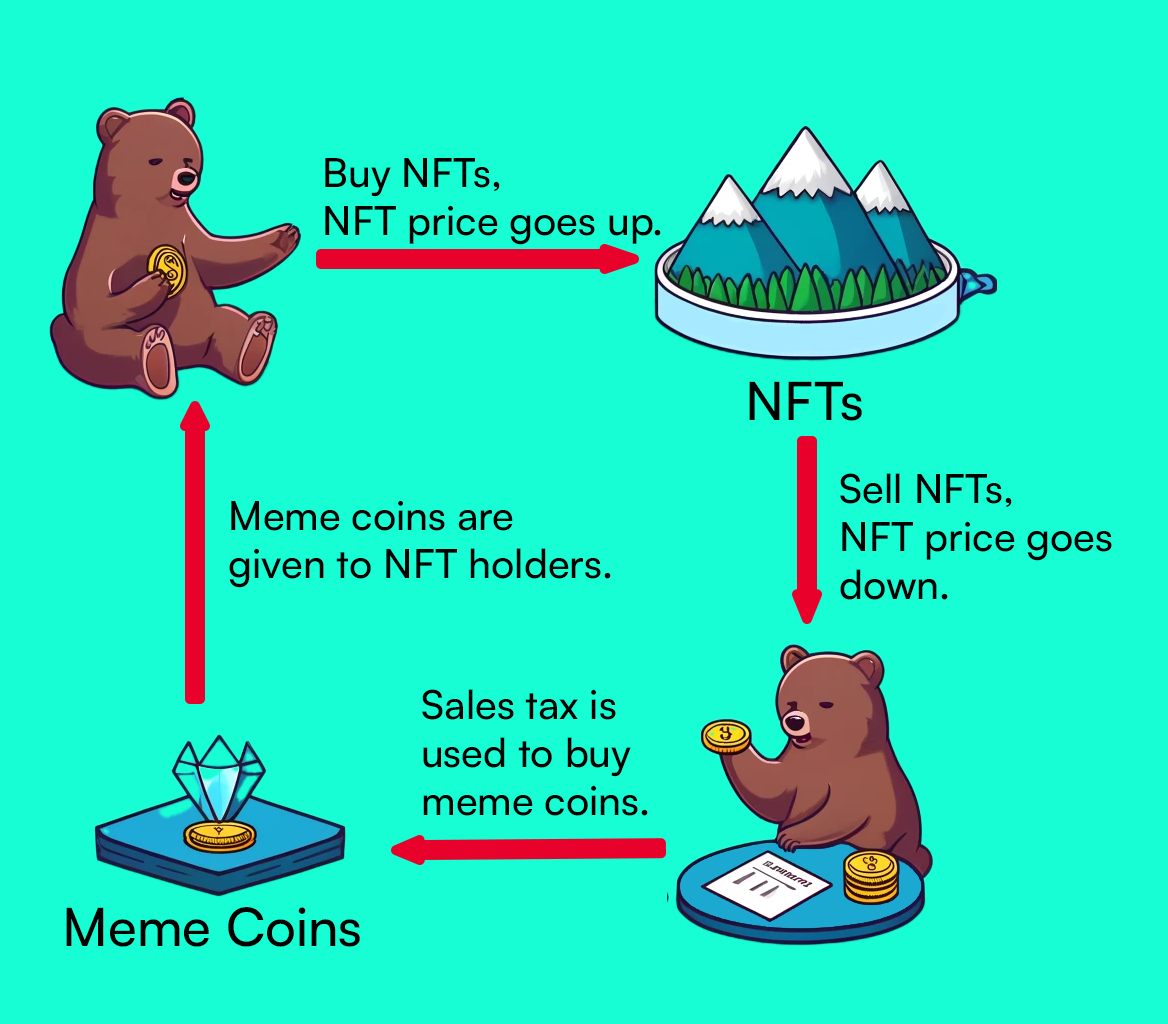 Buy NFTs,
NFT price goes up.
NFTs
Sell NFTs,
NFT price goes
down.
Meme coins are
given to NFT holders.
Sales tax is
used to buy
meme coins.
Meme Coins